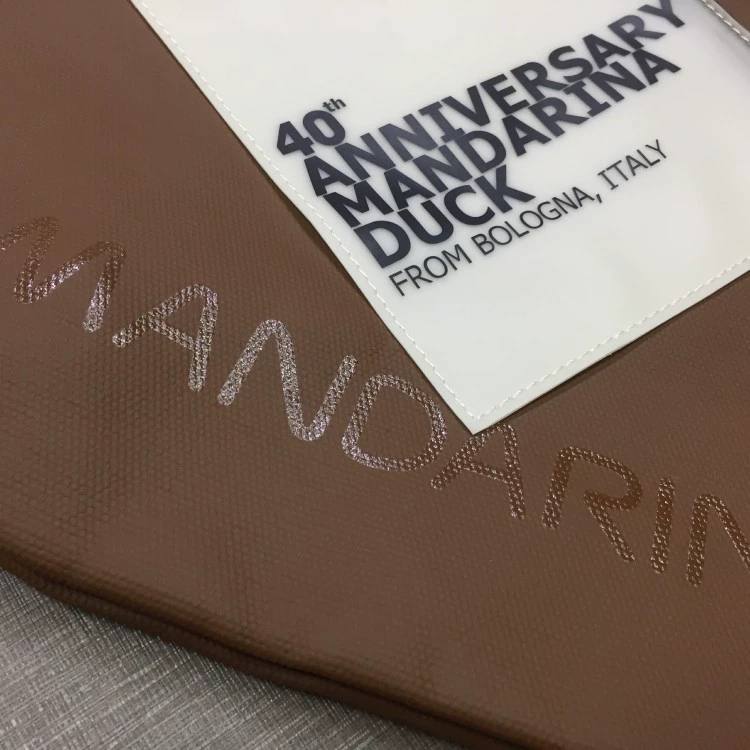 40th
ANNIVERSARY
MANDARINA
DUCK
FROM BOLOGNA, ITALY
MANDARIN